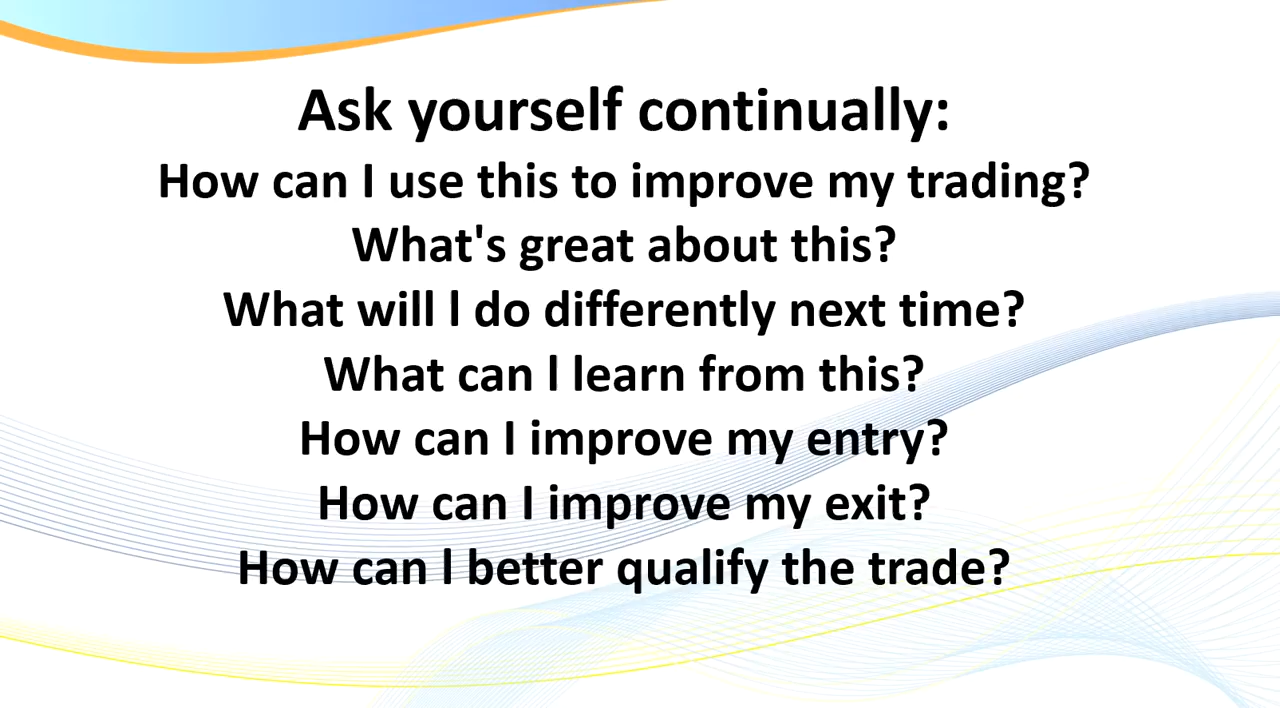 Ask yourself continually:
How can I use this to improve my trading?
What's great about this?
What will l do differently next time?
What can l learn from this?
How can I improve my entry?
How can I improve my exit?
How can l better qualify the trade?